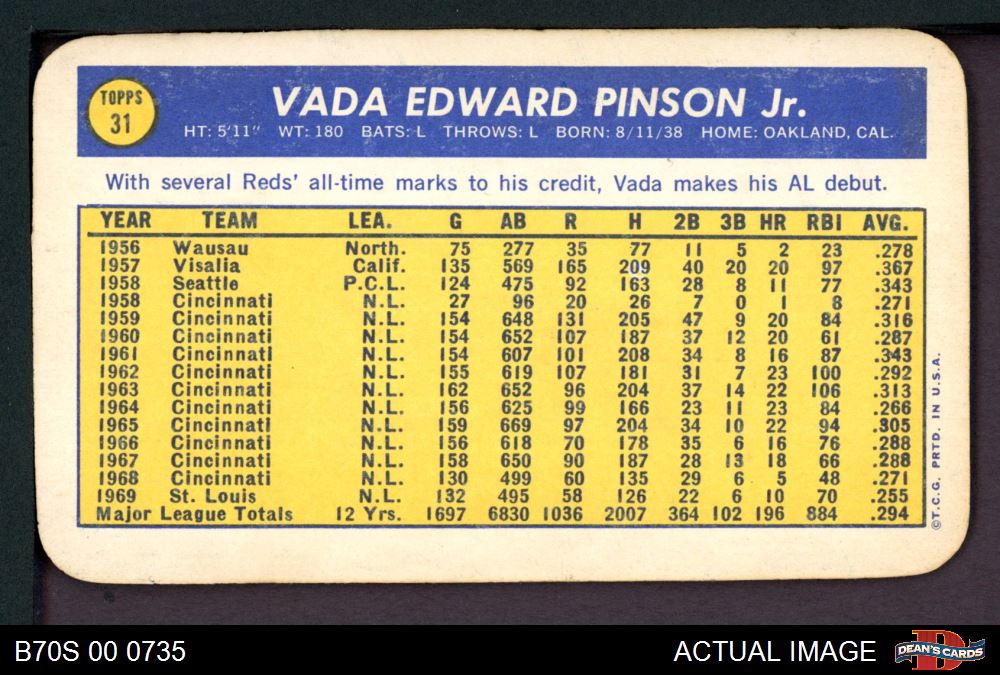 TOPPS
31
VADA EDWARD PINSON Jr.
HT: 5'11" WT: 180 BATS: L THROWS: L BORN: 8/11/38 HOME: OAKLAND, CAL.
With several Reds' all-time marks to his credit, Vada makes his AL debut.
YEAR TEAM LEA. G AB R H 2B 3B HR RBI AVG.
1956 Wausau North. 75 277 35 77 11 5 2 23 .278
1957 Visalia Calif. 135 569 165 209 40 20 20 97 .367
1958 Seattle P.C.L. 124 475 92 163 28 8 11 77 .343
1958 Cincinnati N.L. 27 96 20 26 7 0 1 8 .271
1959 Cincinnati N.L. 154 648 131 205 47 9 20 84 .316
1960 Cincinnati N.L. 154 652 107 187 37 12 20 61 .287
1961 Cincinnati N.L. 154 607 101 208 34 8 16 87 .343
1962 Cincinnati N.L. 155 619 107 181 31 7 23 100 .292
1963 Cincinnati N.L. 162 652 96 204 37 14 22 106 .313
1964 Cincinnati N.L. 156 625 99 166 23 11 23 84 .266
1965 Cincinnati N.L. 159 669 97 204 34 10 22 94 .305
1966 Cincinnati N.L. 156 618 70 178 35 6 16 76 .288
1967 Cincinnati N.L. 158 650 90 187 28 13 18 66 .288
1968 Cincinnati N.L. 130 499 60 135 29 6 5 48 .271
1969 St. Louis N.L. 132 495 58 126 22 6 10 70 .255
Major League Totals 12 Yrs. 1697 6830 1036 2007 364 102 196 884 .294
©T.C.G. PRTD. IN U.S.A.
B70S 00 0735
ACTUAL IMAGE
D
DEAN'S CARDS